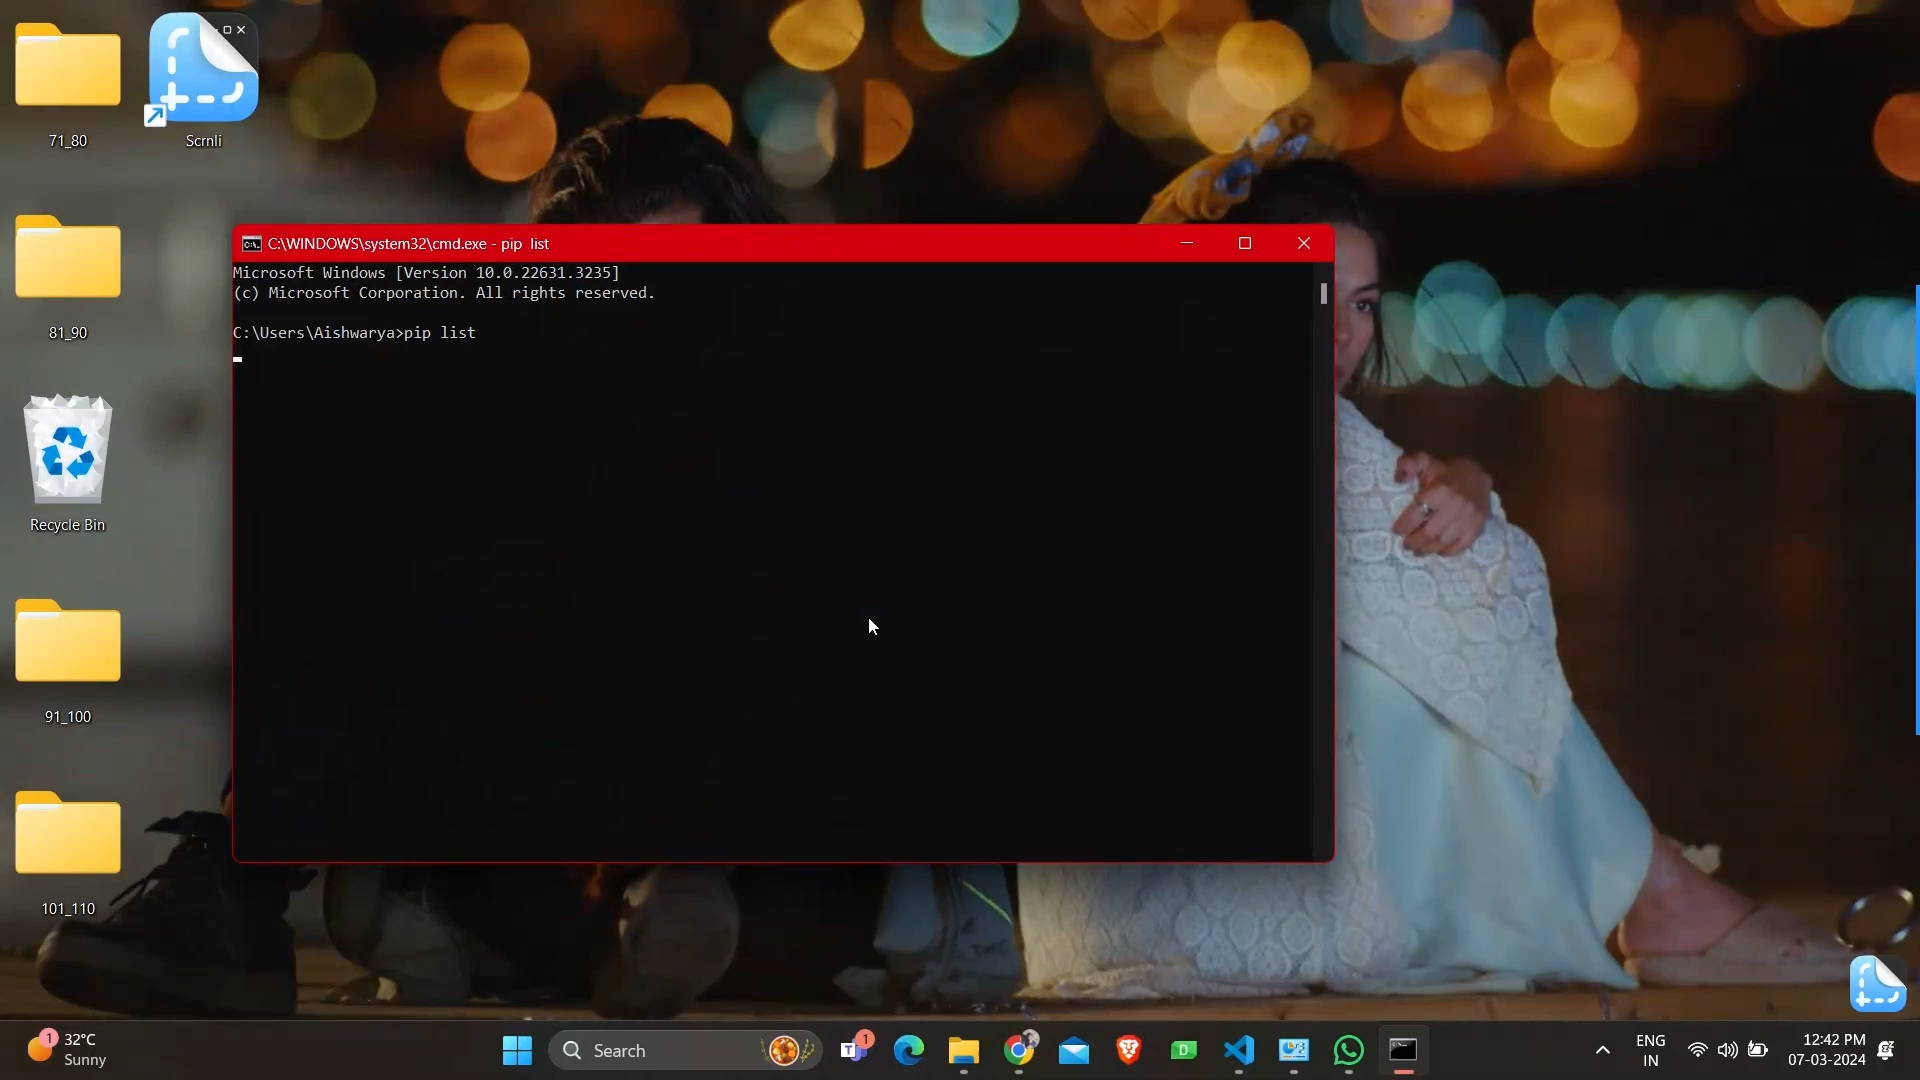 71_80
Scrnli
81_90
Recycle Bin
91_100
101_110
C:\WINDOWS\system32\cmd.exe - pip  list
Microsoft Windows [Version 10.0.22631.3235]
(c) Microsoft Corporation. All rights reserved.
C:\Users\Aishwarya>pip list
1
32°C
Sunny
Search
1
ENG
IN
12:42 PM
07-03-2024